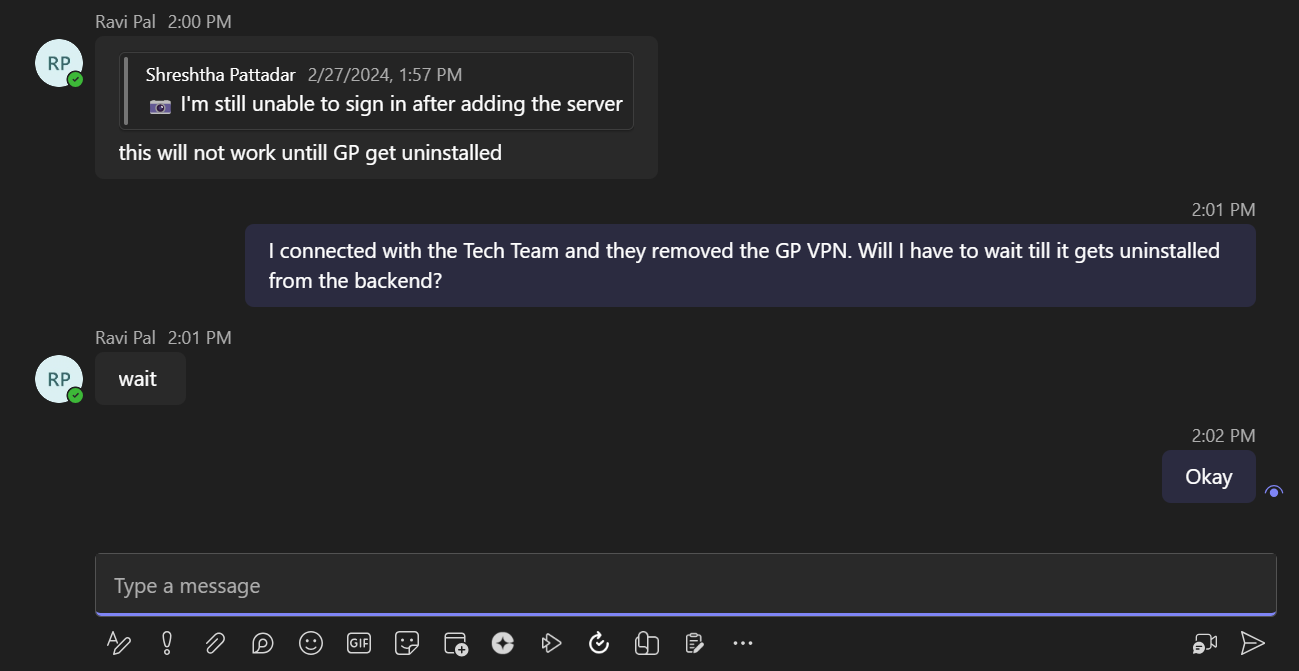 Ravi Pal 2:00 PM
RP
Shreshtha Pattadar 2/27/2024, 1:57 PM
I'm still unable to sign in after adding the server
this will not work untill GP get uninstalled
2:01 PM
I connected with the Tech Team and they removed the GP VPN. Will I have to wait till it gets uninstalled
from the backend?
Ravi Pal 2:01 PM
RP
wait
2:02 PM
Okay
Type a message
GIF